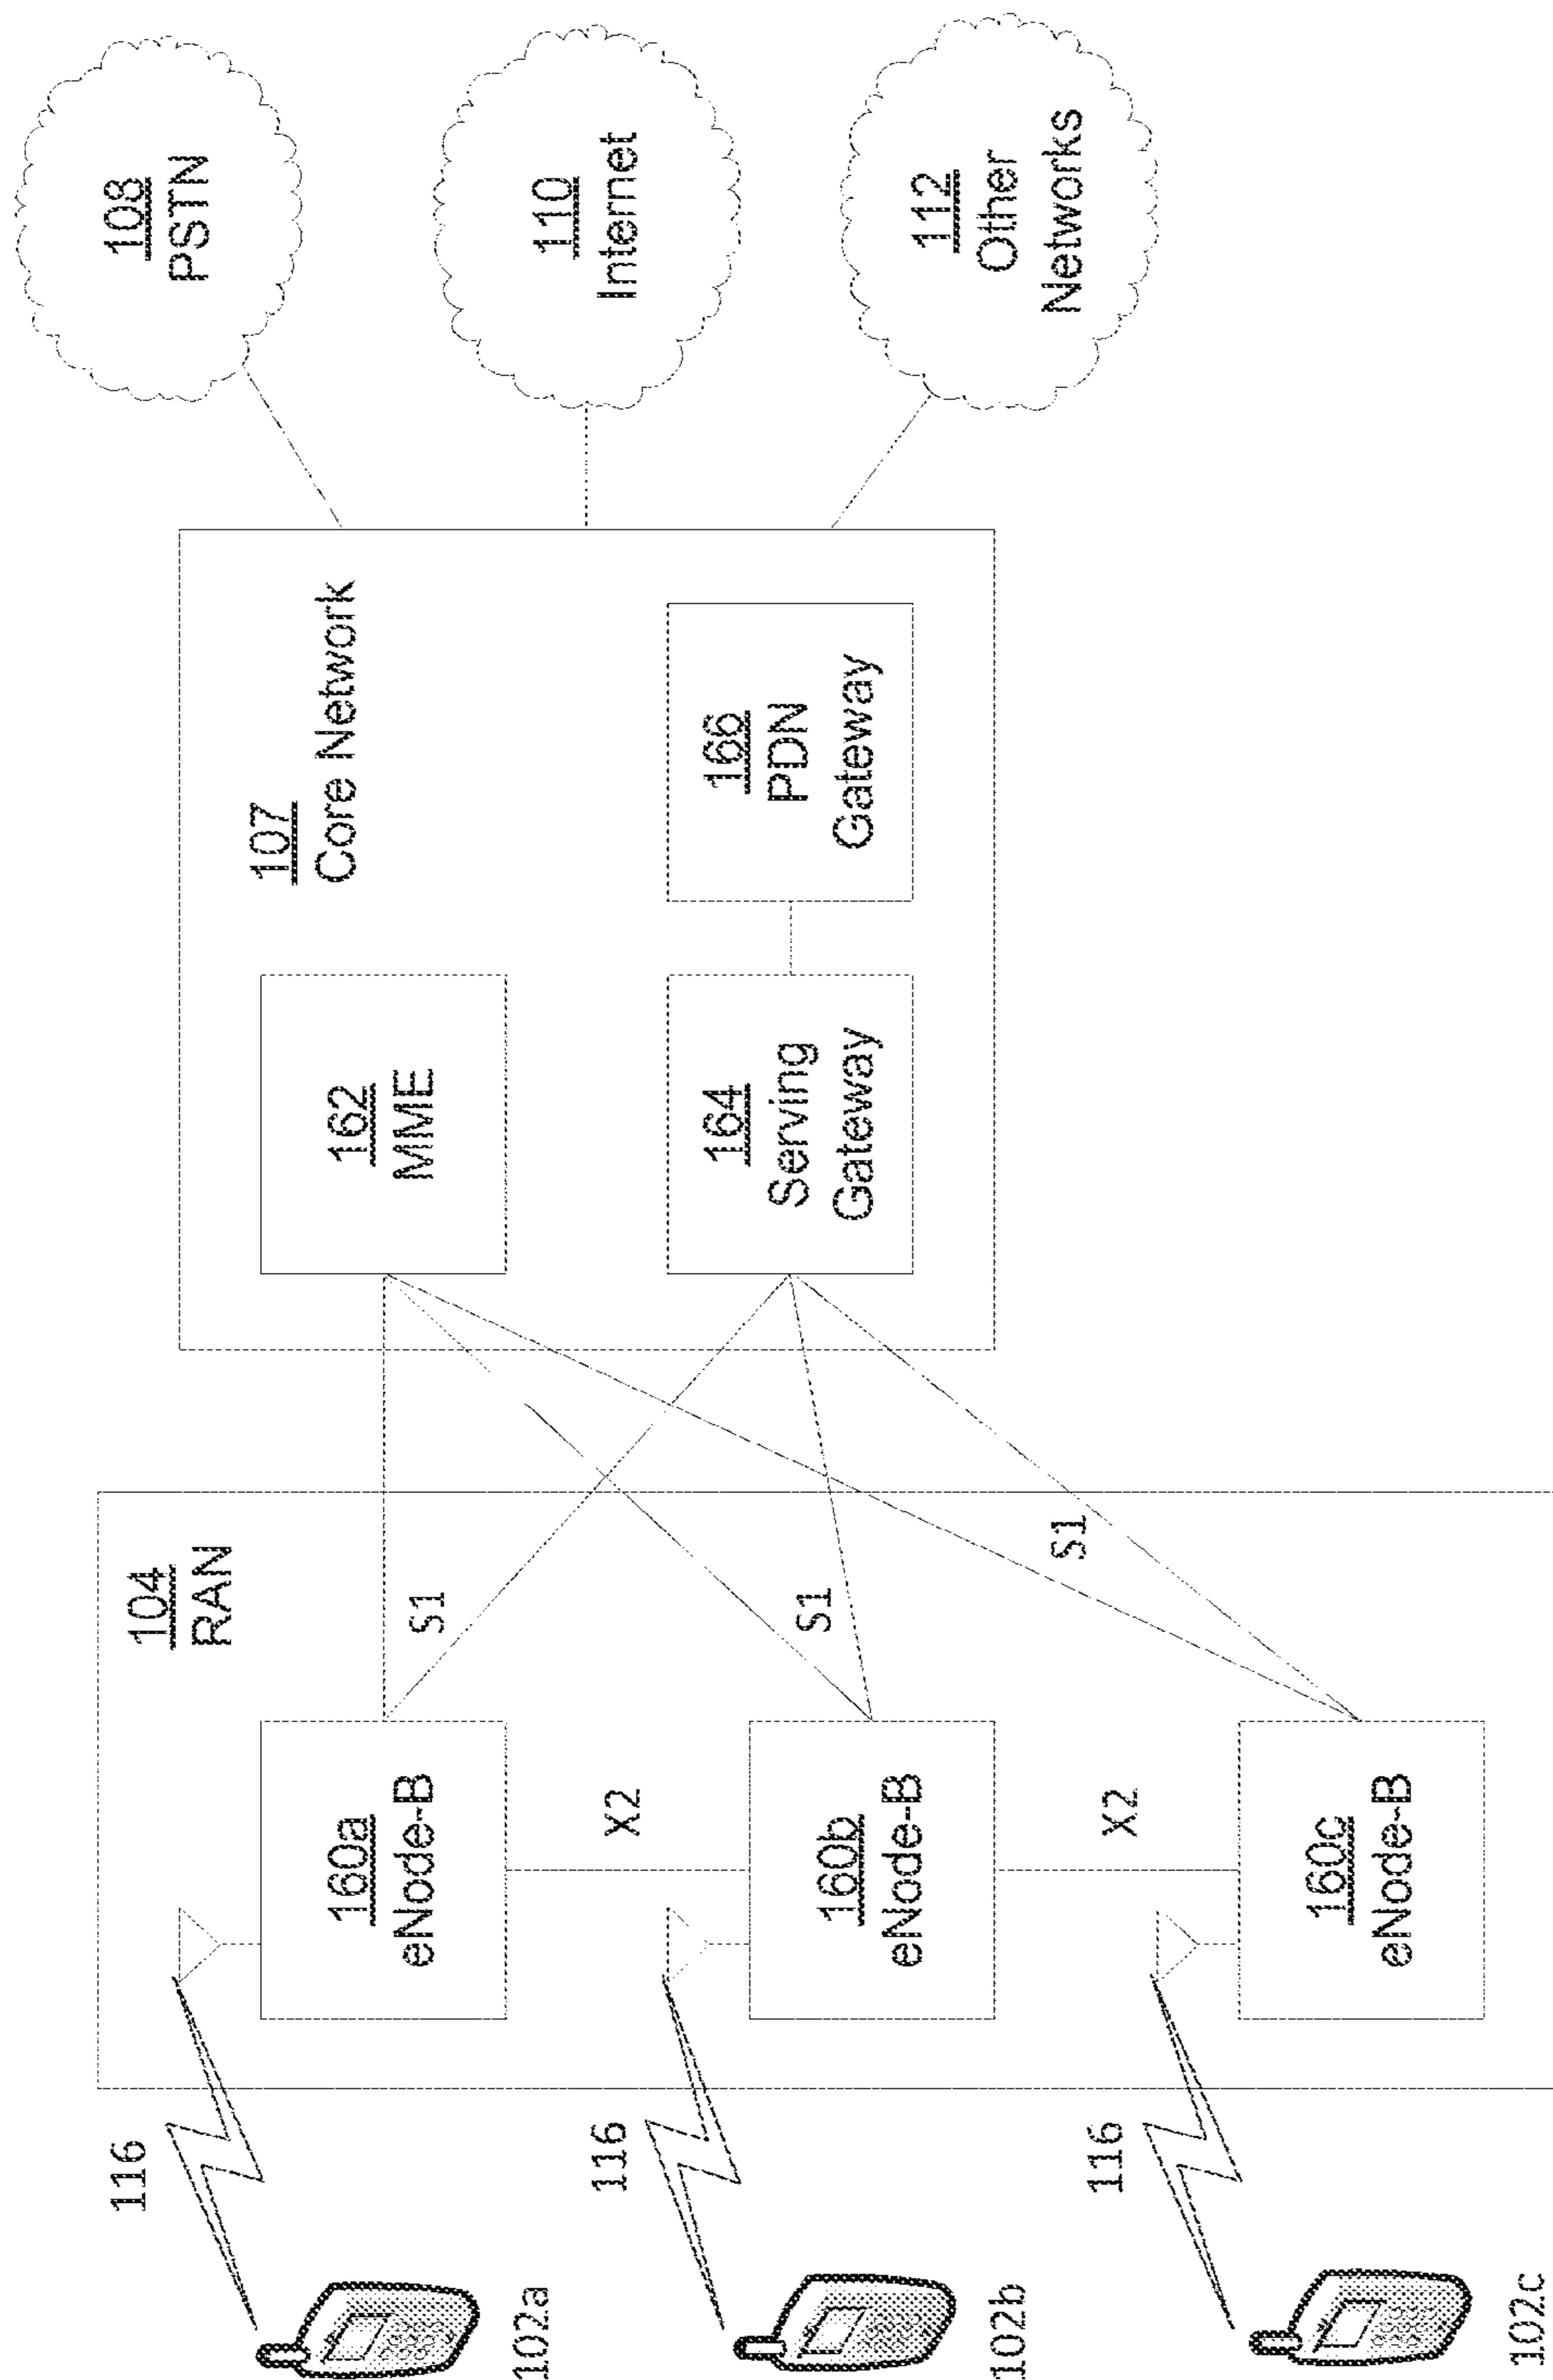 116
102a
116
102b
116
102c
104
RAN
160a
eNode-B
X2
160b
eNode-B
X2
160c
eNode-B
S1
S1
S1
107
Core Network
162
MME
164
Serving
Gateway
166
PDN
Gateway
108
PSTN
110
Internet
112
Other
Networks